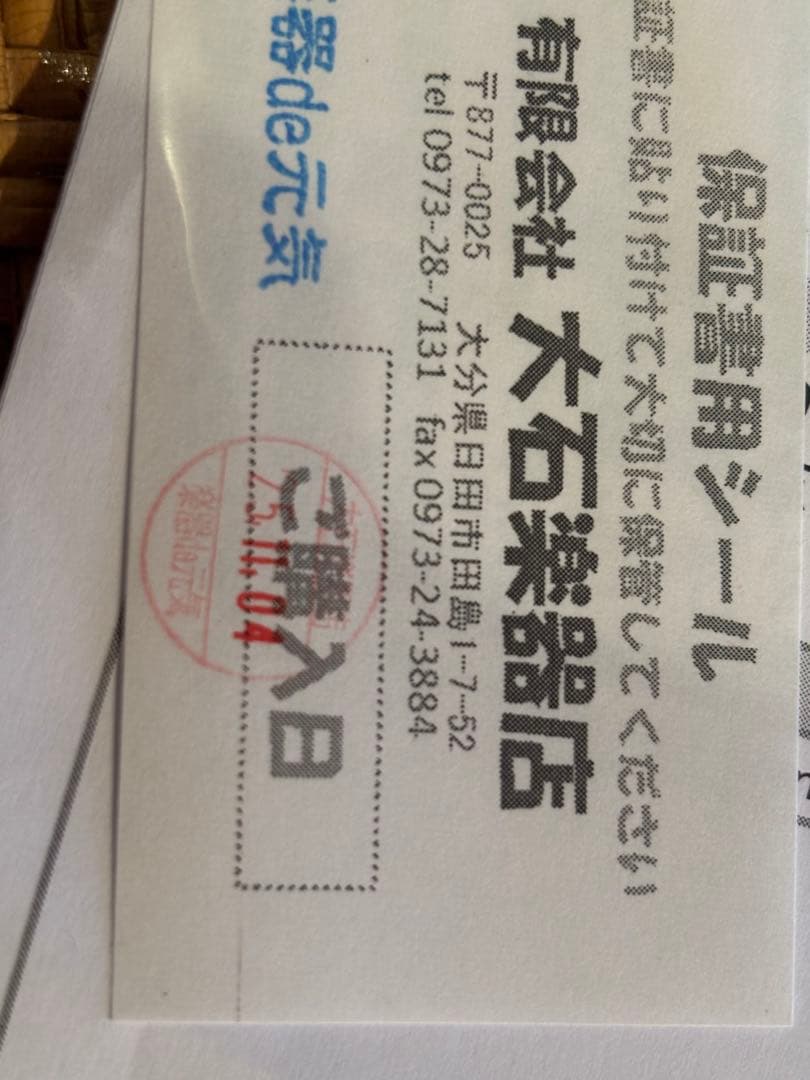 保証書用シール
証書に貼り付けて大切に保管してください
有限会社 大石楽器店
〒877-0025 大分県日田市田島1-7-52
tel 0973-28-7131 fax 0973-24-3884
ご購入日
25.11.04
器de元気